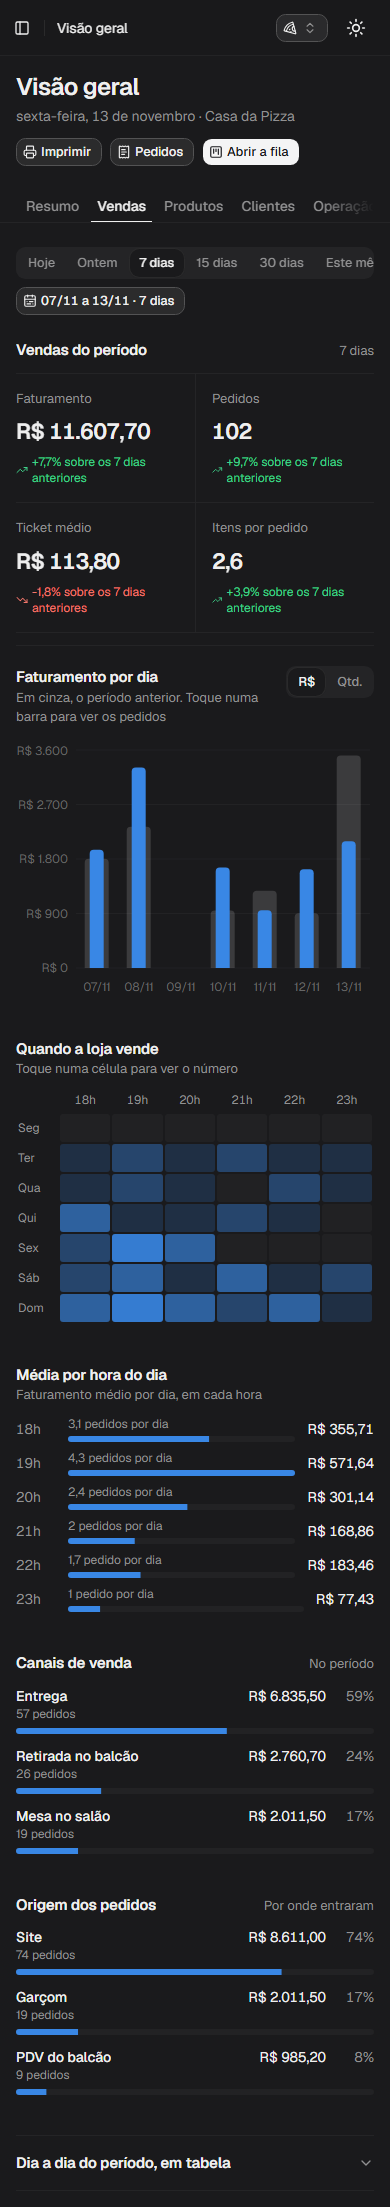 Visão geral
Visão geral
sexta-feira, 13 de novembro · Casa da Pizza
Imprimir
Pedidos
Abrir a fila
Resumo
Vendas
Produtos
Clientes
Operaçã
Hoje
Ontem
7 dias
15 dias
30 dias
Este mê
07/11 a 13/11 · 7 dias
Vendas do período
7 dias
Faturamento
R$ 11.607,70
+7,7% sobre os 7 dias
anteriores
Pedidos
102
+9,7% sobre os 7 dias
anteriores
Ticket médio
R$ 113,80
-1,8% sobre os 7 dias
anteriores
Itens por pedido
2,6
+3,9% sobre os 7 dias
anteriores
Faturamento por dia
Em cinza, o período anterior. Toque numa
barra para ver os pedidos
R$
Qtd.
R$ 3.600
R$ 2.700
R$ 1.800
R$ 900
R$ 0
07/11
08/11
09/11
10/11
11/11
12/11
13/11
Quando a loja vende
Toque numa célula para ver o número
18h
19h
20h
21h
22h
23h
Seg
Ter
Qua
Qui
Sex
Sáb
Dom
Média por hora do dia
Faturamento médio por dia, em cada hora
18h
3,1 pedidos por dia
R$ 355,71
19h
4,3 pedidos por dia
R$ 571,64
20h
2,4 pedidos por dia
R$ 301,14
21h
2 pedidos por dia
R$ 168,86
22h
1,7 pedido por dia
R$ 183,46
23h
1 pedido por dia
R$ 77,43
Canais de venda
No período
Entrega
R$ 6.835,50
59%
57 pedidos
Retirada no balcão
R$ 2.760,70
24%
26 pedidos
Mesa no salão
R$ 2.011,50
17%
19 pedidos
Origem dos pedidos
Por onde entraram
Site
R$ 8.611,00
74%
74 pedidos
Garçom
R$ 2.011,50
17%
19 pedidos
PDV do balcão
R$ 985,20
8%
9 pedidos
Dia a dia do período, em tabela